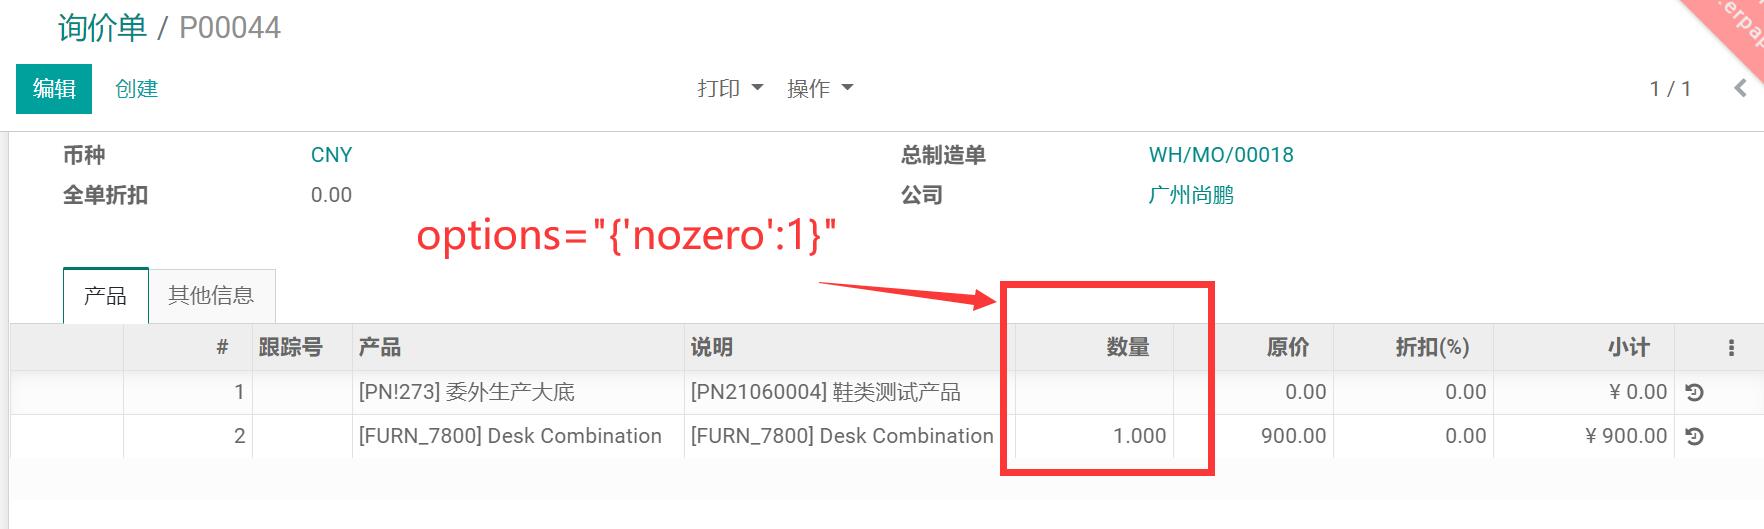 询价单 / P00044
编辑 创建 打印 操作 1 / 1
币种 CNY 总制造单 WH/MO/00018
全单折扣 0.00 公司 广州尚鹏
options="{'nozero':1}"
产品 其他信息
# 跟踪号 产品 说明 数量 原价 折扣(%) 小计
1 [PN!273] 委外生产大底 [PN21060004] 鞋类测试产品 0.00 0.00 ¥ 0.00
2 [FURN_7800] Desk Combination [FURN_7800] Desk Combination 1.000 900.00 0.00 ¥ 900.00